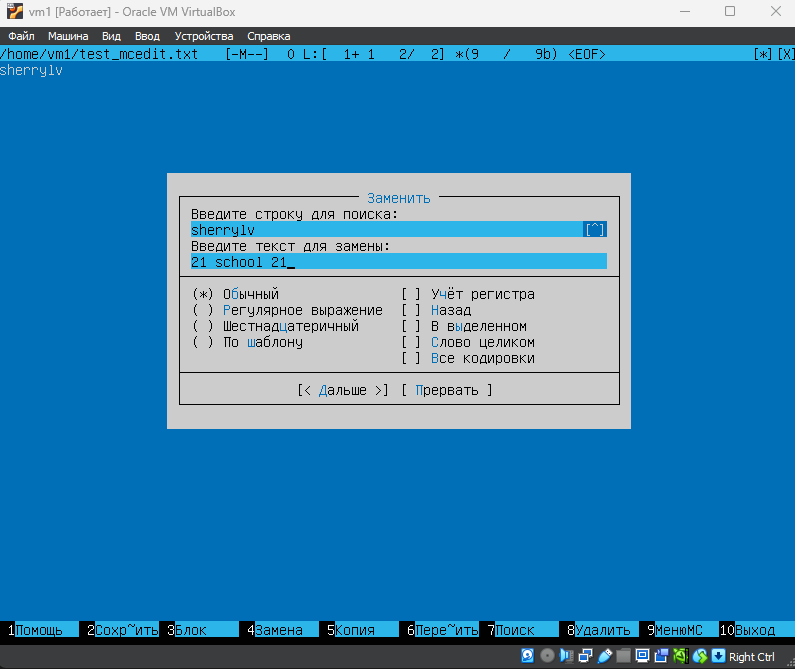 vm1 [Работает] - Oracle VM VirtualBox
Файл Машина Вид Ввод Устройства Справка
/home/vm1/test_mcedit.txt [-M--] 0 L:[ 1+ 1 2/ 2] *(9 / 9b) <EOF> [*][X]
sherrylv
Заменить
Введите строку для поиска:
sherrylv [^]
Введите текст для замены:
21 school 21_
(*) Обычный [ ] Учёт регистра
( ) Регулярное выражение [ ] Назад
( ) Шестнадцатеричный [ ] В выделенном
( ) По шаблону [ ] Слово целиком
[ ] Все кодировки
[< Дальше >] [ Прервать ]
1Помощь 2Сохр~ить 3Блок 4Замена 5Копия 6Пере~ить 7Поиск 8Удалить 9МенюMC 10Выход
Right Ctrl